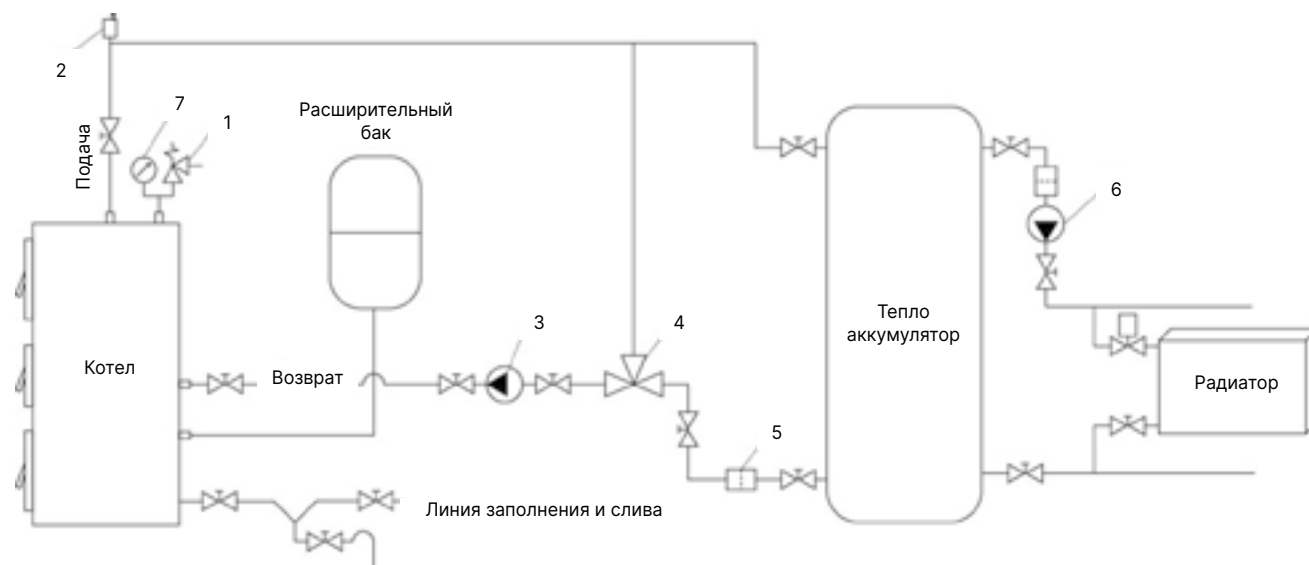 2
7
1
Подача
Расширительный
бак
6
Тепло
аккумулятор
3
4
Котел
Возврат
Радиатор
5
Линия заполнения и слива